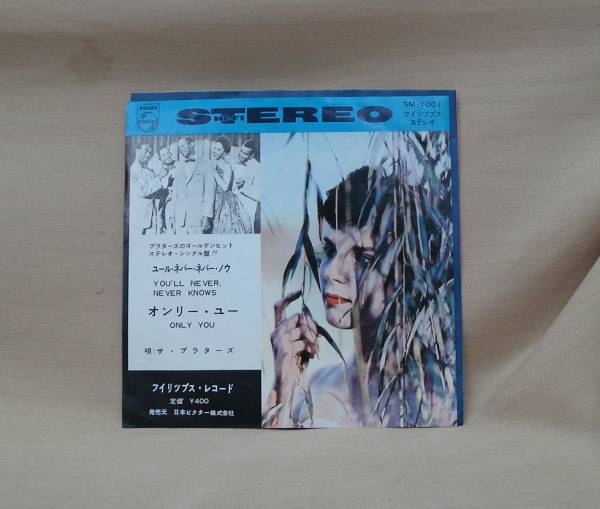 PHILIPS
STEREO
HI-FI
SM-1001
フイリツプス
ステレオ
プラターズのゴールデンヒット
ステレオ・シングル盤!!
ユール・ネバー・ネバー・ノウ
YOU'LL NEVER,
NEVER KNOWS
オンリー・ユー
ONLY YOU
唄:ザ・プラターズ
フイリツプス・レコード
定価 ¥400
発売元 日本ビクター株式会社